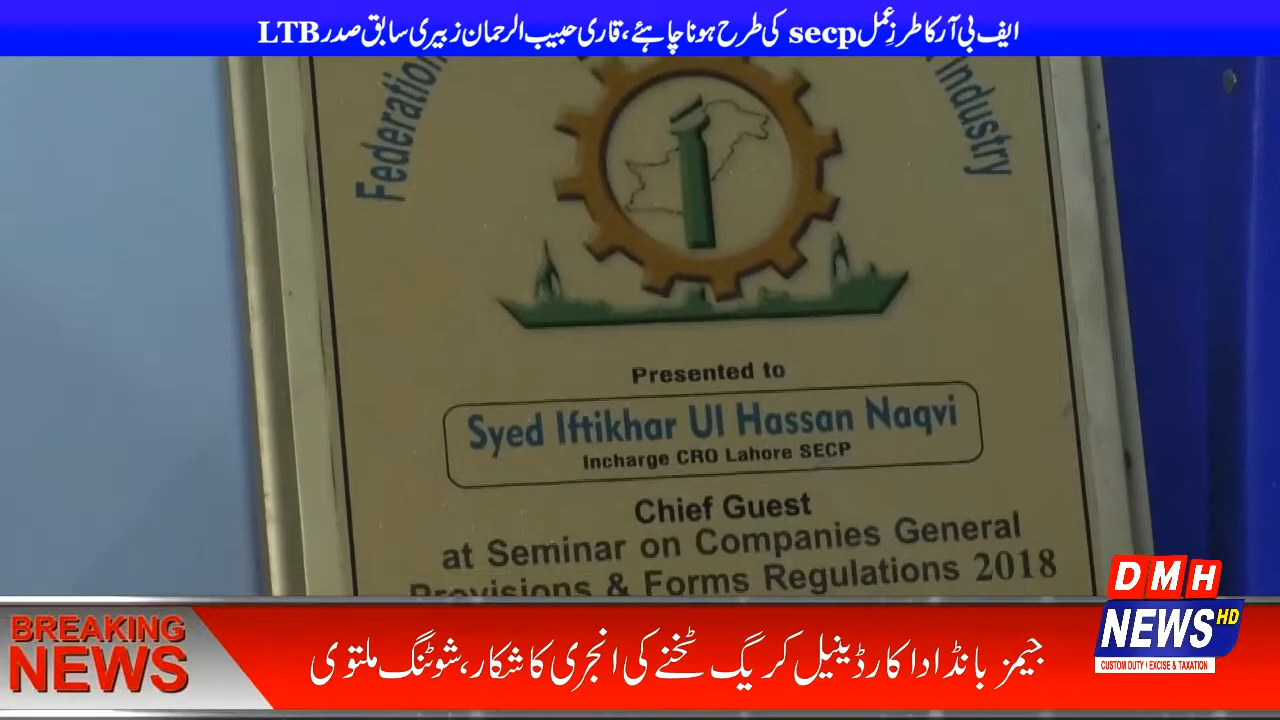 ایف بی آر کا طرزِ عمل secp کی طرح ہونا چاہئے، قاری حبیب الرحمان زبیری سابق صدر LTB
Federation
Industry
Presented to
Syed Iftikhar Ul Hassan Naqvi
Incharge CRO Lahore SECP
Chief Guest
at Seminar on Companies General
Provisions & Forms Regulations 2018
DMH
NEWS HD
CUSTOM DUTY / EXCISE & TAXATION
BREAKING
NEWS
جیمز بانڈ اداکار ڈینیل کریگ ٹخنے کی انجری کا شکار، شوٹنگ ملتوی